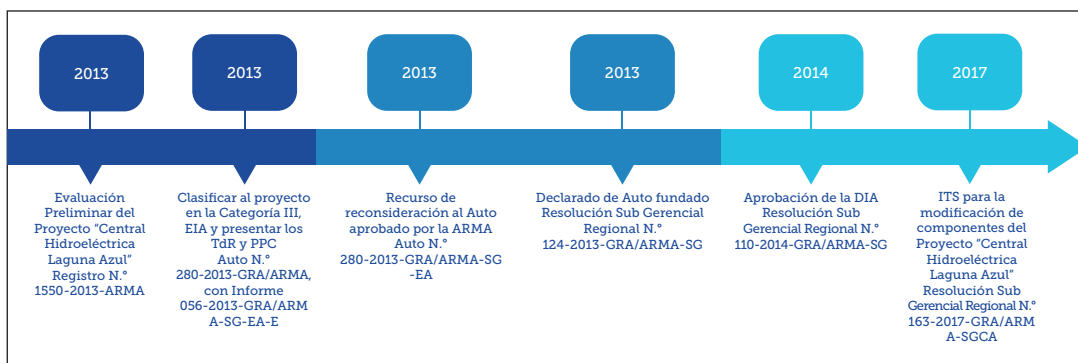 2013
2013
2013
2013
2014
2017
Evaluación
Preliminar del
Proyecto "Central
Hidroeléctrica
Laguna Azul"
Registro N.°
1550-2013-ARMA
Clasificar al proyecto
en la Categoría III,
EIA y presentar los
TdR y PPC
Auto N.°
280-2013-GRA/ARMA,
con Informe
056-2013-GRA/ARM
A-SG-EA-E
Recurso de
reconsideración al Auto
aprobado por la ARMA
Auto N.°
280-2013-GRA/ARMA-SG
-EA
Declarado de Auto fundado
Resolución Sub Gerencial
Regional N.°
124-2013-GRA/ARMA-SG
Aprobación de la DIA
Resolución Sub
Gerencial Regional N.°
110-2014-GRA/ARMA-SG
ITS para la
modificación de
componentes del
Proyecto "Central
Hidroeléctrica
Laguna Azul"
Resolución Sub
Gerencial Regional N.°
163-2017-GRA/ARM
A-SGCA